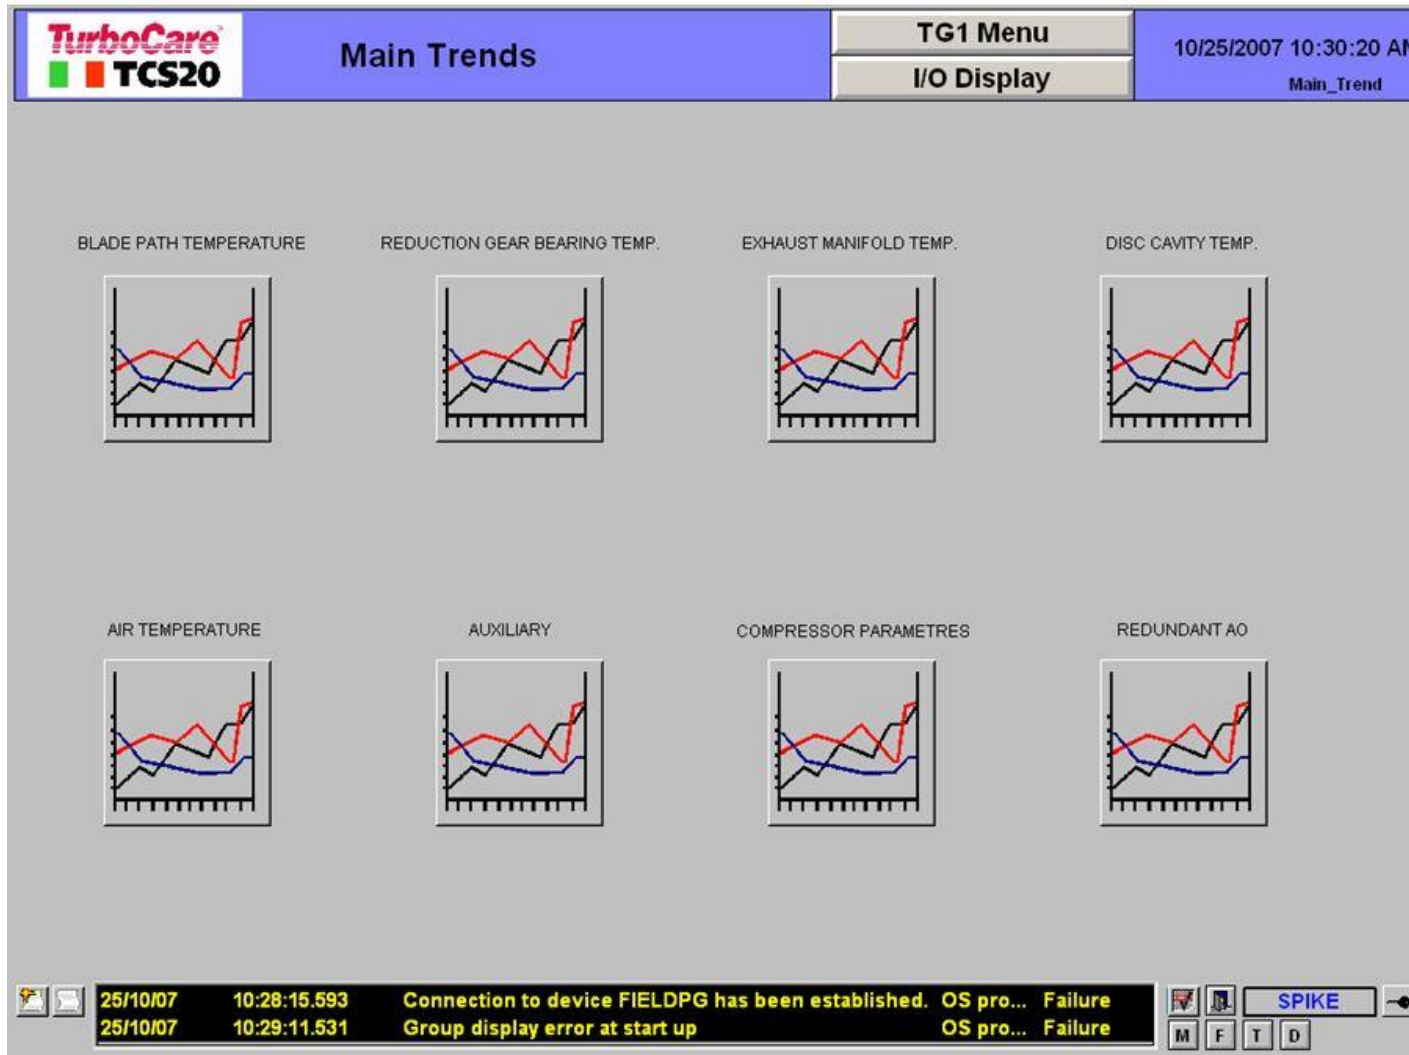 TurboCare
TCS20
Main Trends
TG1 Menu
I/O Display
10/25/2007 10:30:20 AM
Main_Trend
BLADE PATH TEMPERATURE
REDUCTION GEAR BEARING TEMP.
EXHAUST MANIFOLD TEMP.
DISC CAVITY TEMP.
AIR TEMPERATURE
AUXILIARY
COMPRESSOR PARAMETRES
REDUNDANT AO
25/10/07 10:28:15.593 Connection to device FIELDPG has been established. OS pro... Failure
25/10/07 10:29:11.531 Group display error at start up OS pro... Failure
SPIKE
M F T D